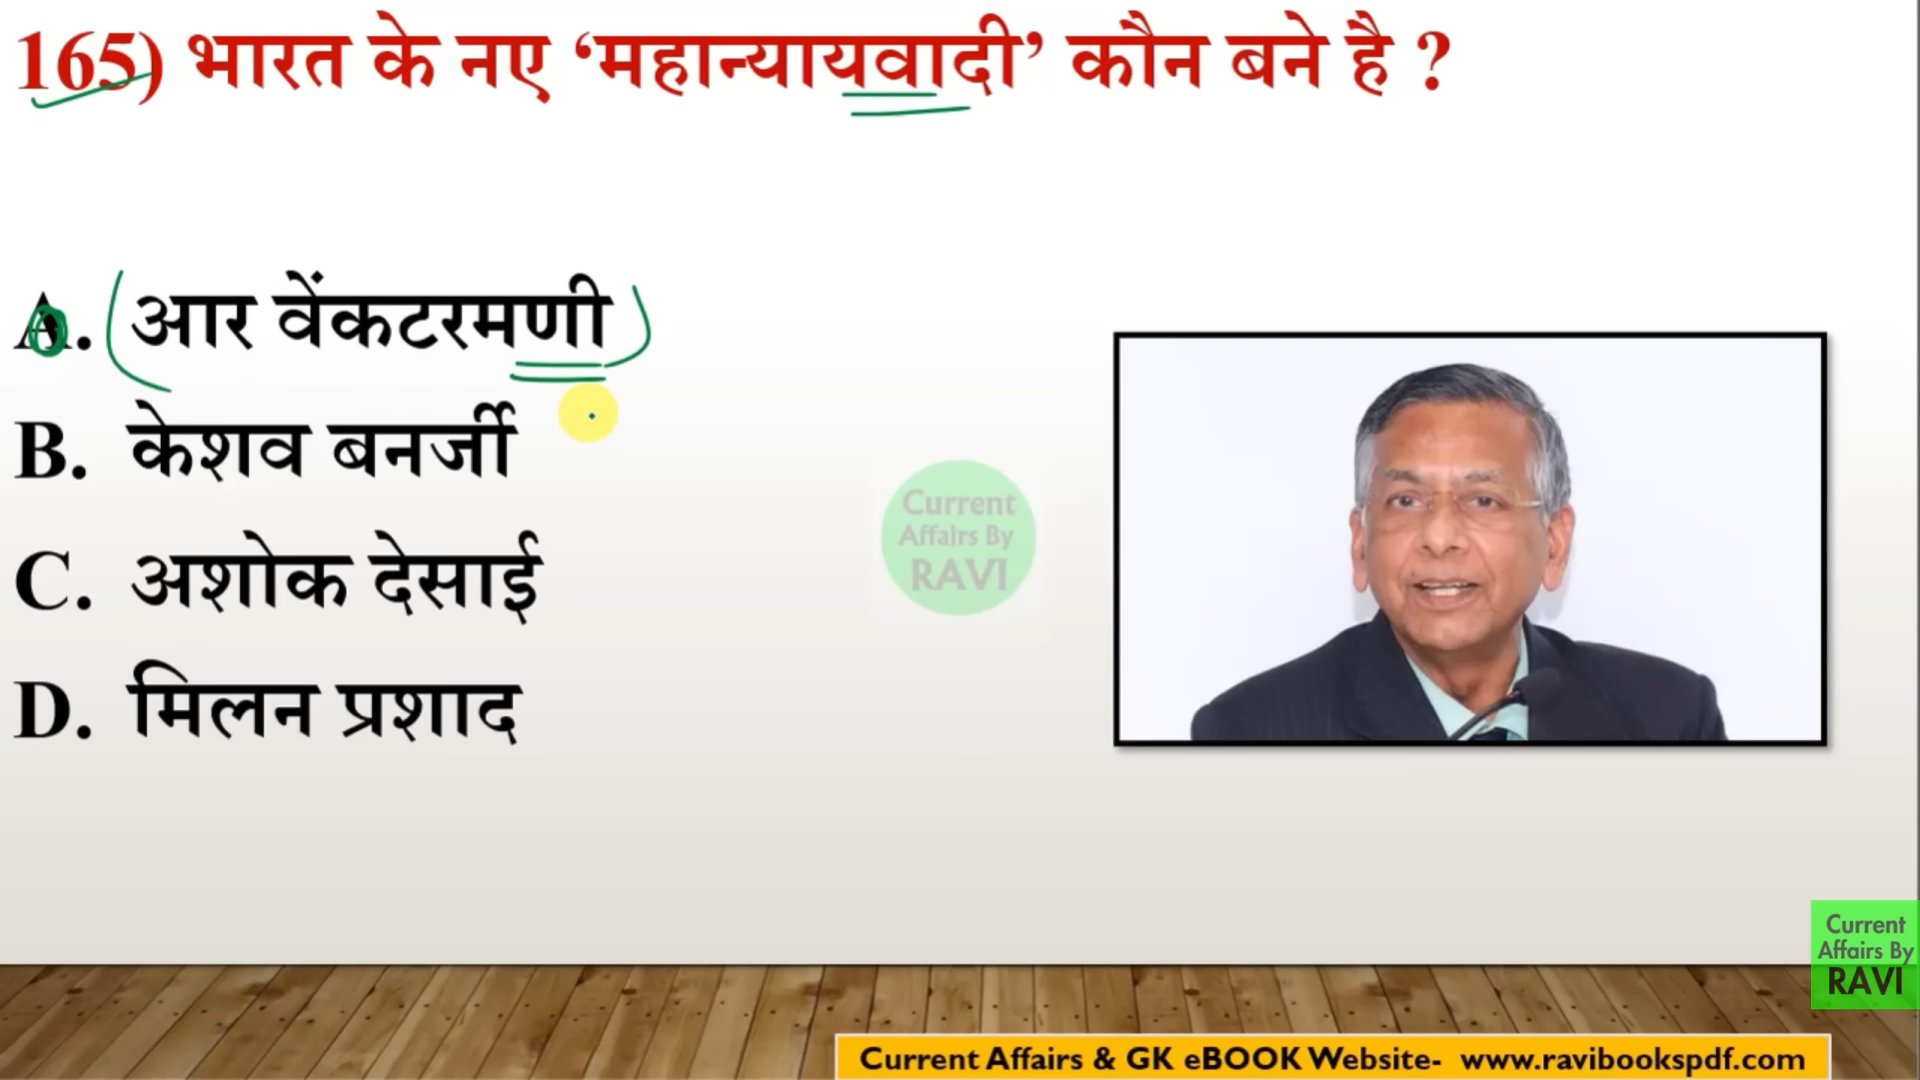 165) भारत के नए ‘महान्यायवादी’ कौन बने है ?
A. आर वेंकटरमणी
B. केशव बनर्जी
C. अशोक देसाई
D. मिलन प्रशाद
Current
Affairs By
RAVI
Current
Affairs By
RAVI
Current Affairs & GK eBOOK Website- www.ravibookspdf.com